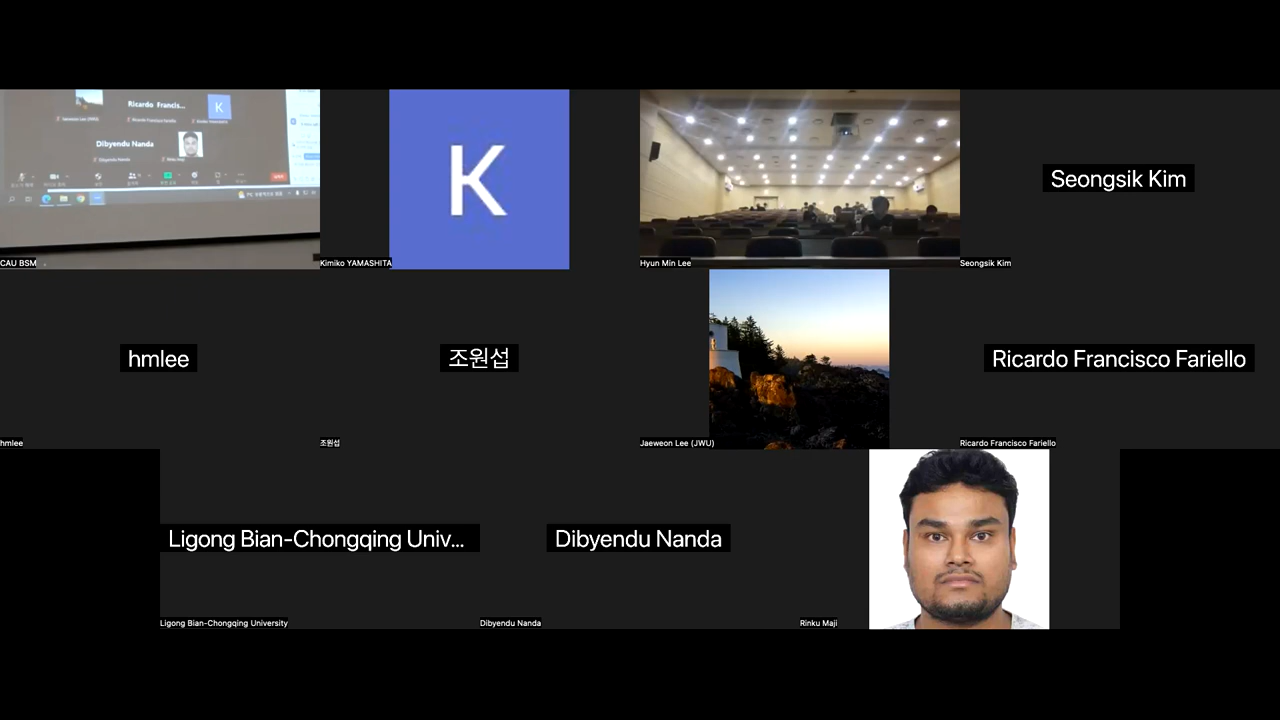 Ricardo Francis...
K
Dibyendu Nanda
CAU BSM
K
Kimiko YAMASHITA
Hyun Min Lee
Seongsik Kim
Seongsik Kim
hmlee
hmlee
조원섭
조원섭
Jaeweon Lee (JWU)
Ricardo Francisco Fariello
Ricardo Francisco Fariello
Ligong Bian-Chongqing Univ...
Ligong Bian-Chongqing University
Dibyendu Nanda
Dibyendu Nanda
Rinku Maji